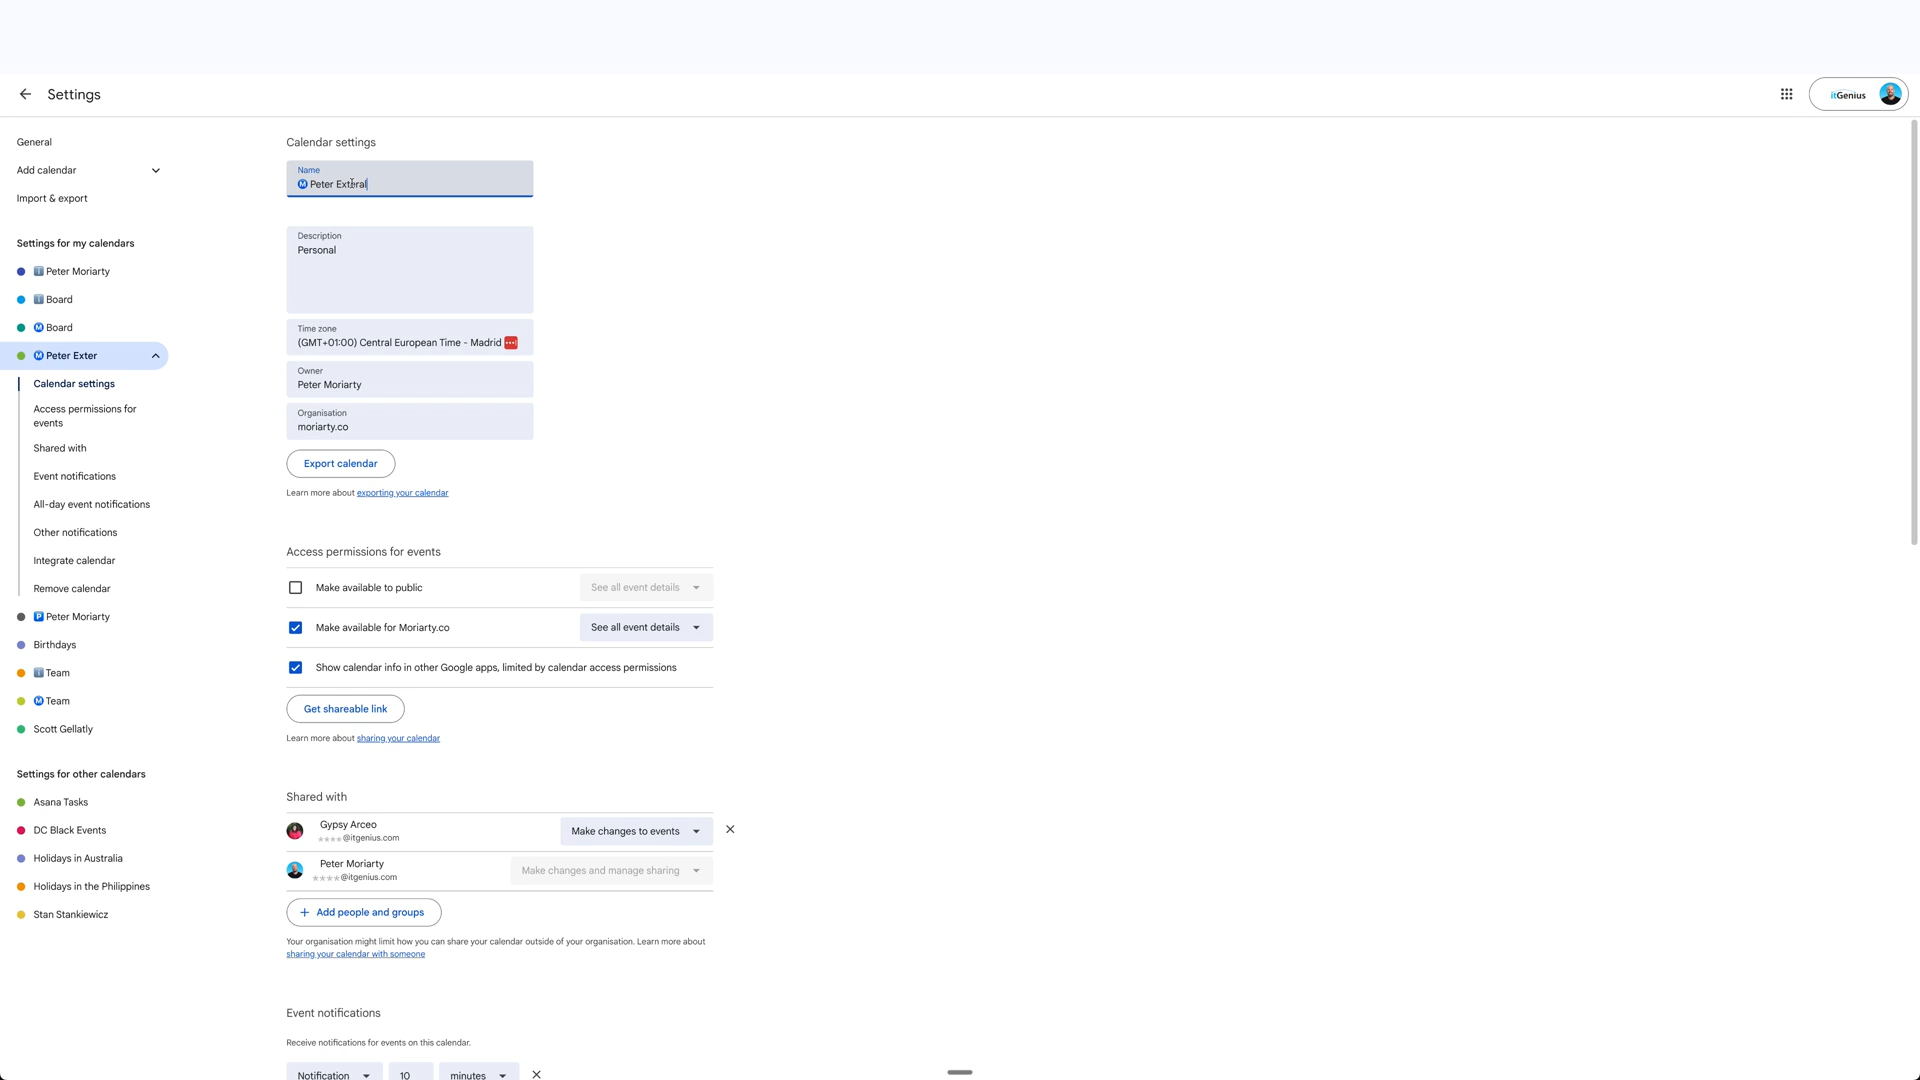 Settings
itGenius
General
Add calendar
Import & export
Settings for my calendars
Peter Moriarty
Board
M Board
M Peter Exter
Calendar settings
Access permissions for
events
Shared with
Event notifications
All-day event notifications
Other notifications
Integrate calendar
Remove calendar
P Peter Moriarty
Birthdays
Team
M Team
Scott Gellatly
Settings for other calendars
Asana Tasks
DC Black Events
Holidays in Australia
Holidays in the Philippines
Stan Stankiewicz
Calendar settings
Name
M Peter Exteral
Description
Personal
Time zone
(GMT+01:00) Central European Time - Madrid
Owner
Peter Moriarty
Organisation
moriarty.co
Export calendar
Learn more about exporting your calendar
Access permissions for events
Make available to public See all event details
Make available for Moriarty.co See all event details
Show calendar info in other Google apps, limited by calendar access permissions
Get shareable link
Learn more about sharing your calendar
Shared with
Gypsy Arceo
****@itgenius.com
Make changes to events
Peter Moriarty
****@itgenius.com
Make changes and manage sharing
Add people and groups
Your organisation might limit how you can share your calendar outside of your organisation. Learn more about
sharing your calendar with someone
Event notifications
Receive notifications for events on this calendar.
Notification 10 minutes